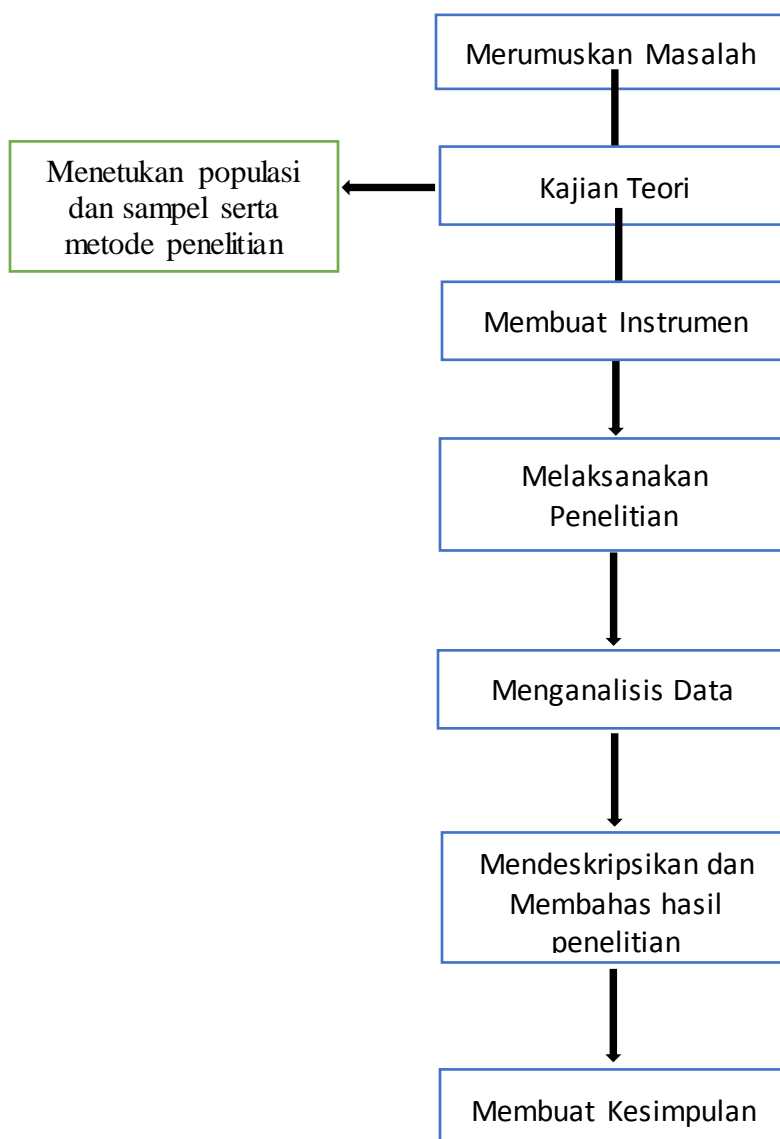 Merumuskan Masalah
Menetukan populasi
dan sampel serta
metode penelitian
Kajian Teori
Membuat Instrumen
Melaksanakan
Penelitian
Menganalisis Data
Mendeskripsikan dan
Membahas hasil
penelitian
Membuat Kesimpulan